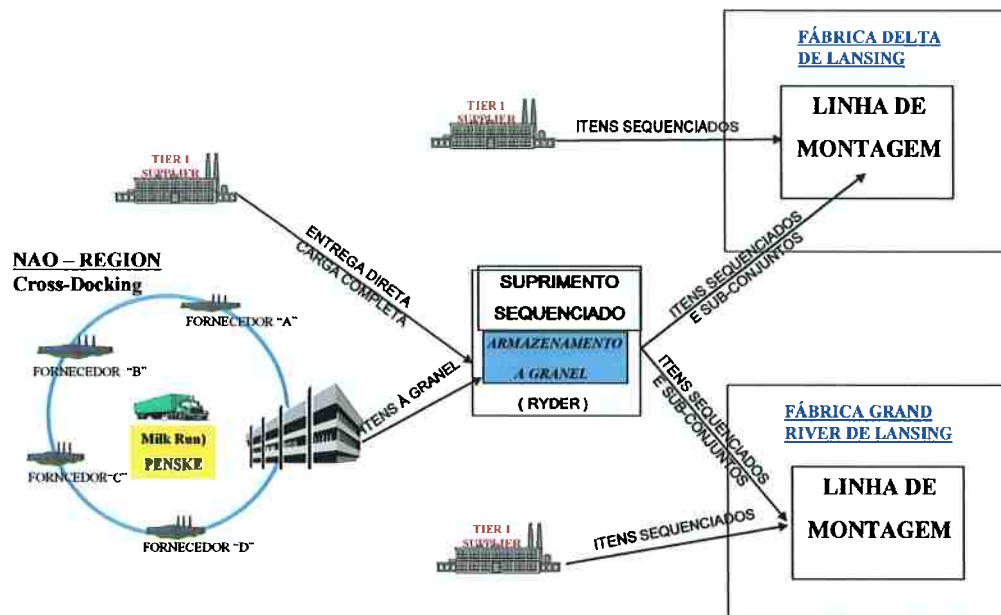 FÁBRICA DELTA
DE LANSING
LINHA DE
MONTAGEM
TIER 1
SUPPLIER
ITENS SEQUENCIADOS
TIER 1
SUPPLIER
ENTREGA DIRETA
CARGA COMPLETA
ITENS SEQUENCIADOS
E SUB-CONJUNTOS
NAO – REGION
Cross-Docking
FORNECEDOR "A"
FORNECEDOR "B"
Milk Run)
PENSKE
FORNCEDOR"C"
FORNECEDOR "D"
ITENS À GRANEL
SUPRIMENTO
SEQUENCIADO
ARMAZENAMENTO
A GRANEL
( RYDER )
ITENS SEQUENCIADOS
E SUB-CONJUNTOS
FÁBRICA GRAND
RIVER DE LANSING
LINHA DE
MONTAGEM
TIER 1
SUPPLIER
ITENS SEQUENCIADOS